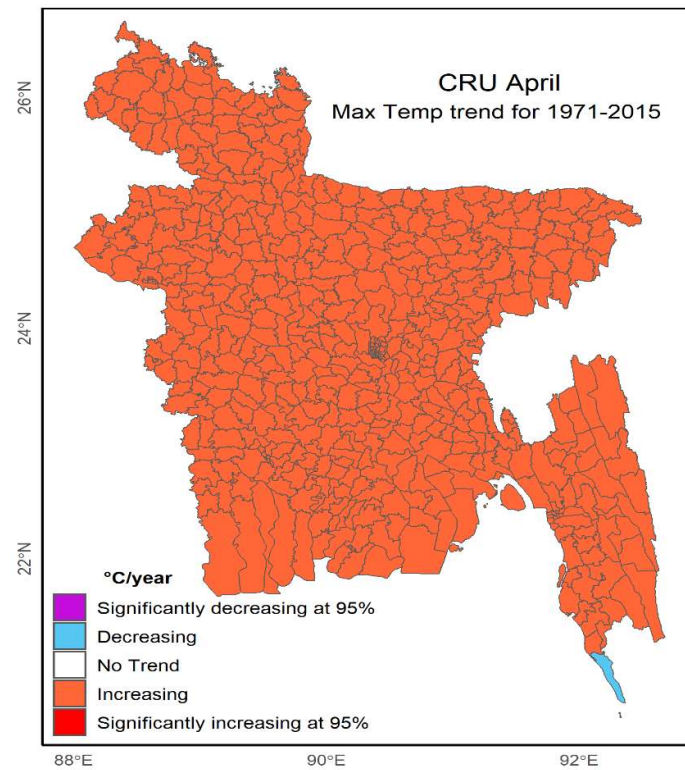 CRU April
Max Temp trend for 1971-2015
26°N
24°N
22°N
°C/year
Significantly decreasing at 95%
Decreasing
No Trend
Increasing
Significantly increasing at 95%
88°E
90°E
92°E